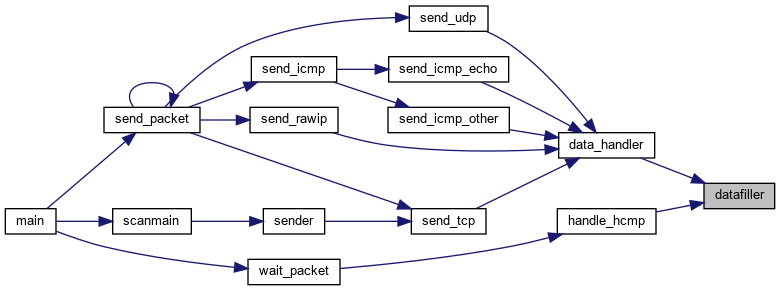 send_udp
send_icmp
send_icmp_echo
send_packet
send_rawip
send_icmp_other
data_handler
datafiller
main
scanmain
sender
send_tcp
handle_hcmp
wait_packet